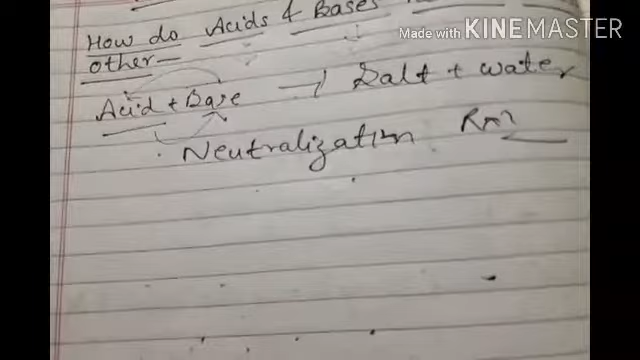 Made with KINEMASTER
How do Acids & Bases
other —
Acid + Base → Salt + water
Neutralization Rxn